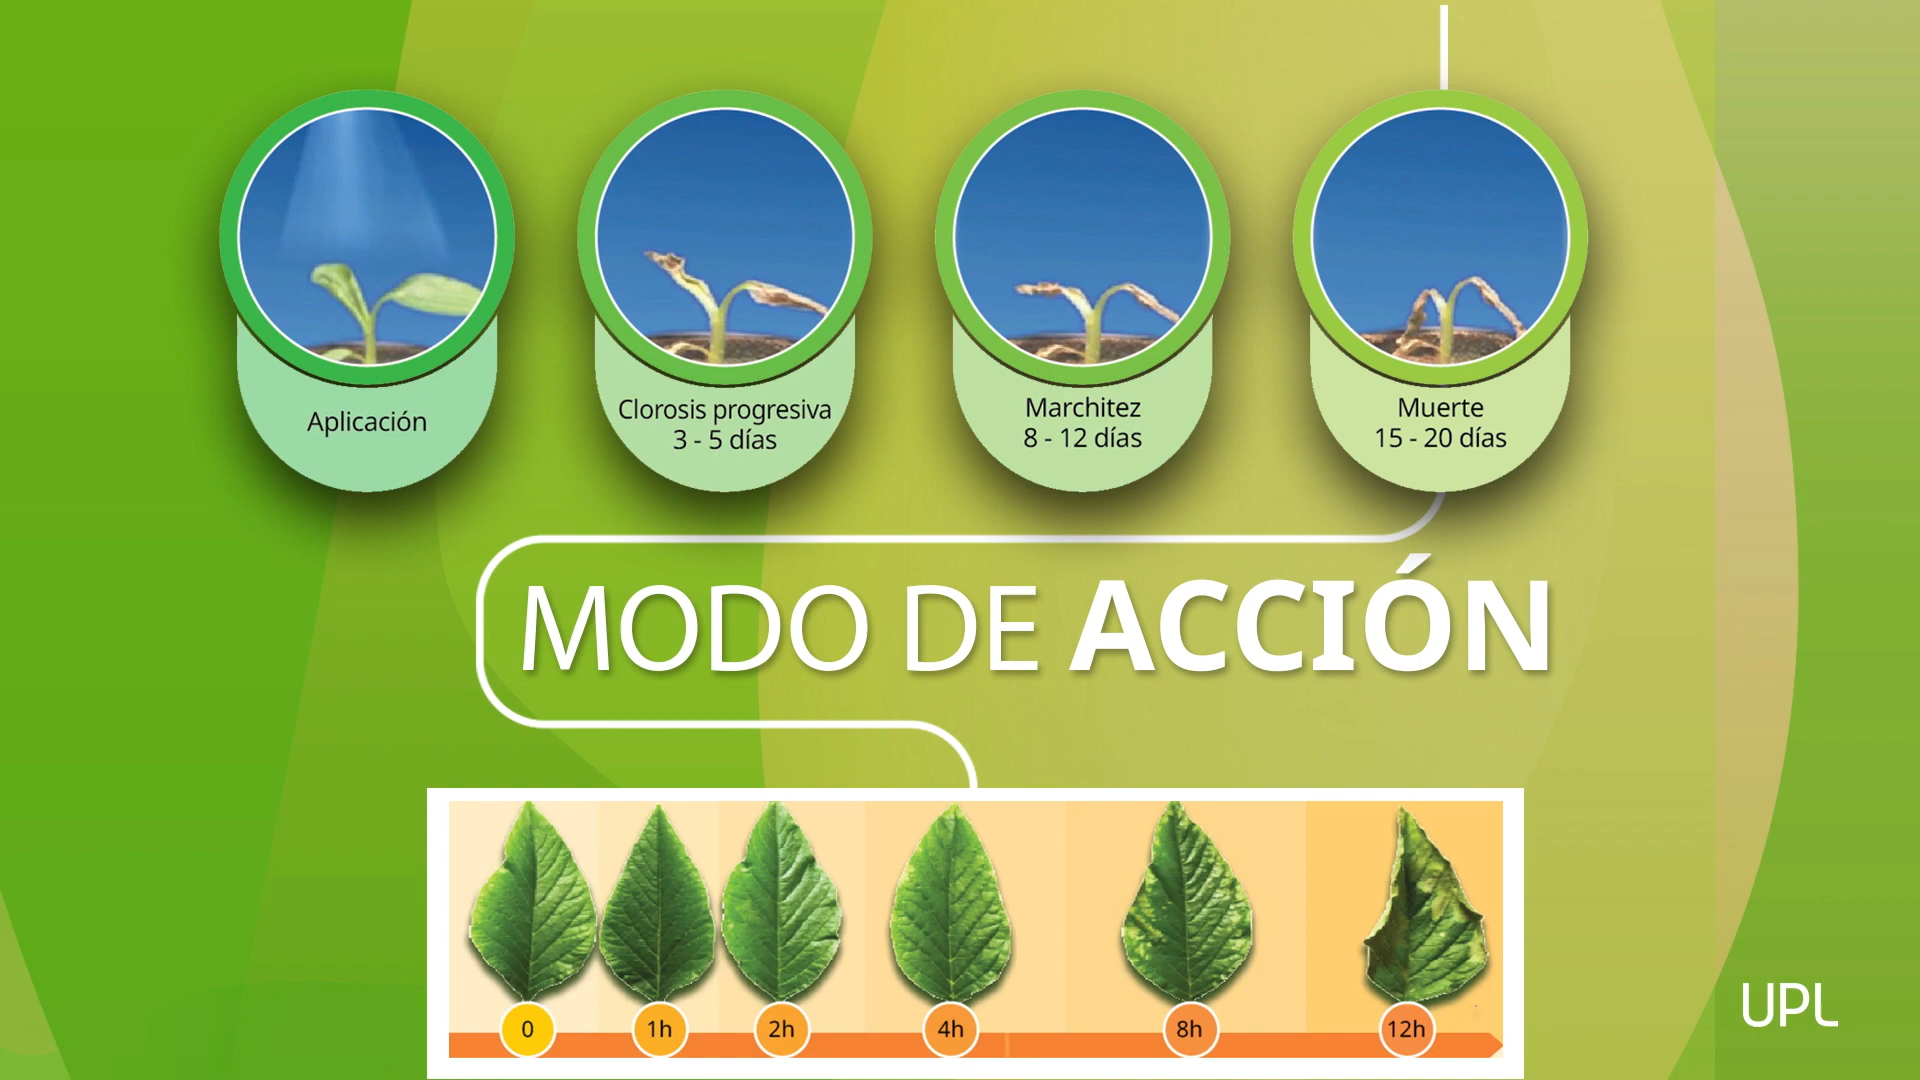 Aplicación
Clorosis progresiva
3 - 5 días
Marchitez
8 - 12 días
Muerte
15 - 20 días
MODO DE ACCIÓN
0
1h
2h
4h
8h
12h
UPL